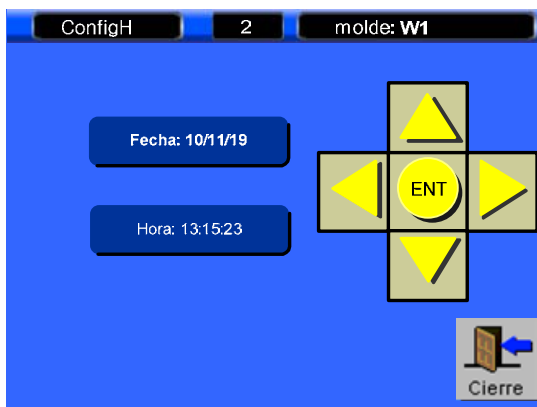 ConfigH 2 molde: W1
Fecha: 10/11/19
ENT
Hora: 13:15:23
Cierre